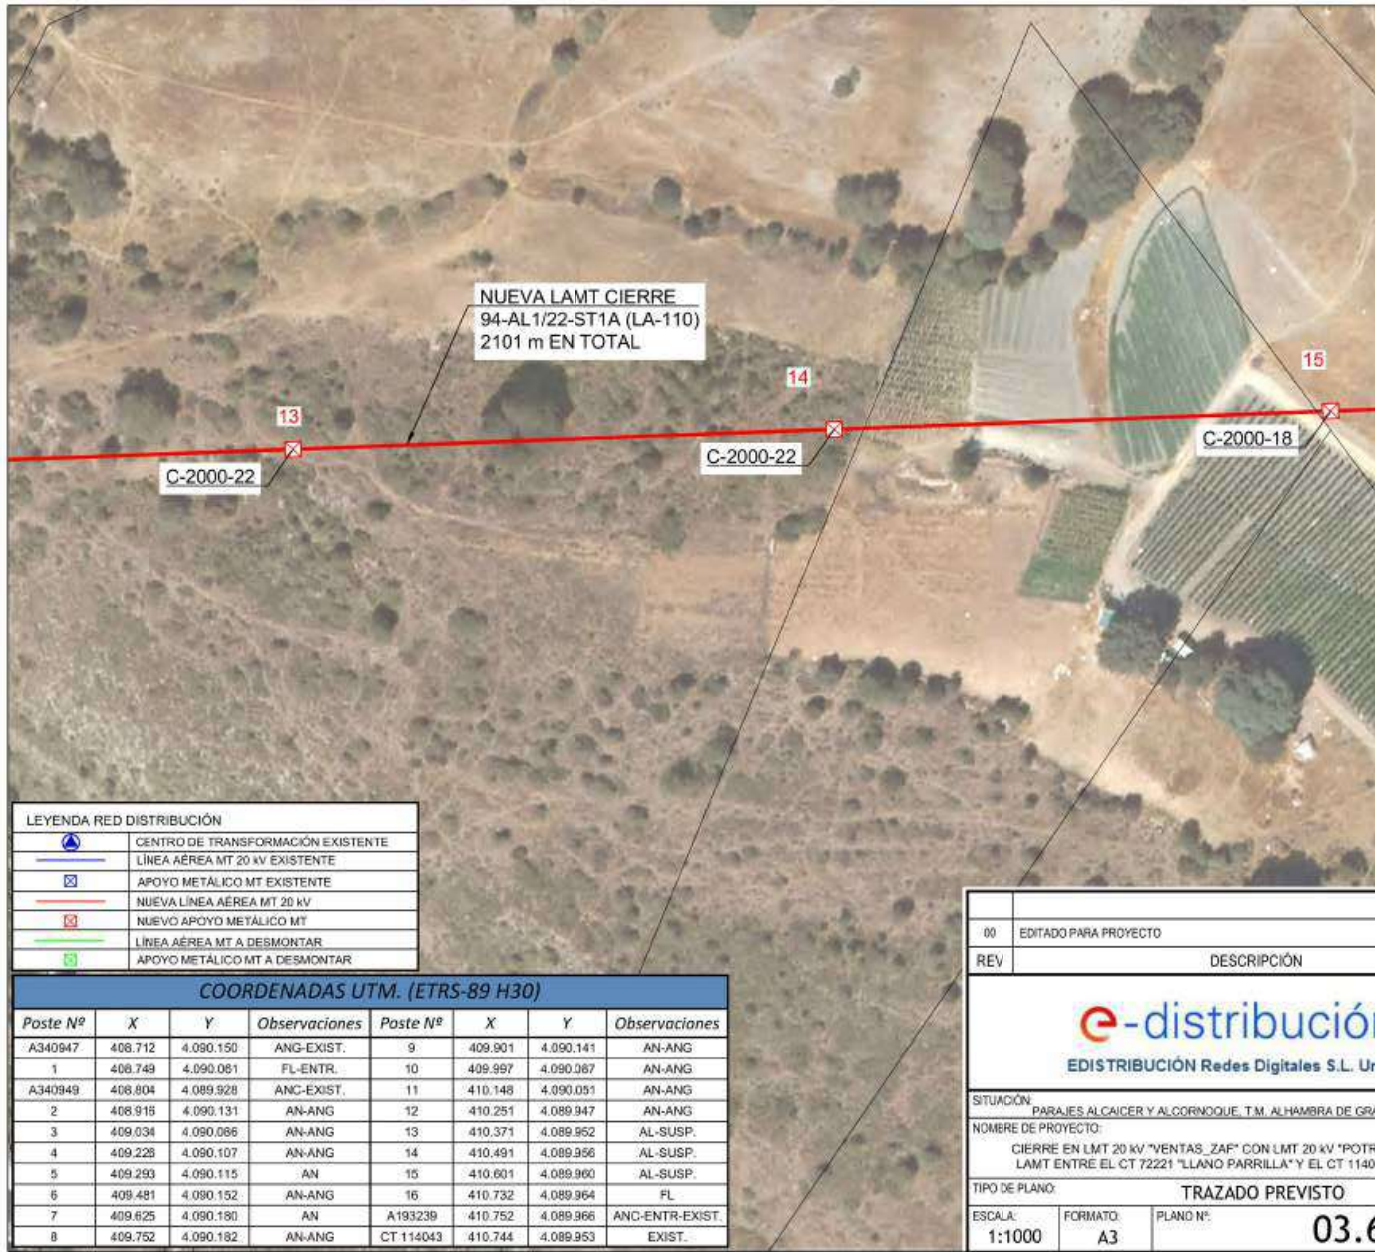 NUEVA LAMT CIERRE
94-AL1/22-ST1A (LA-110)
2101 m EN TOTAL
13
C-2000-22
14
C-2000-22
15
C-2000-18
LEYENDA RED DISTRIBUCIÓN
CENTRO DE TRANSFORMACIÓN EXISTENTE
LÍNEA AÉREA MT 20 kV EXISTENTE
APOYO METÁLICO MT EXISTENTE
NUEVA LÍNEA AÉREA MT 20 kV
NUEVO APOYO METÁLICO MT
LÍNEA AÉREA MT A DESMONTAR
APOYO METÁLICO MT A DESMONTAR
COORDENADAS UTM. (ETRS-89 H30)
Poste Nº X Y Observaciones Poste Nº X Y Observaciones
A340947 408.712 4.090.150 ANG-EXIST. 9 409.901 4.090.141 AN-ANG
1 408.749 4.090.061 FL-ENTR. 10 409.997 4.090.067 AN-ANG
A340949 408.804 4.089.928 ANC-EXIST. 11 410.148 4.090.051 AN-ANG
2 408.916 4.090.131 AN-ANG 12 410.251 4.089.947 AN-ANG
3 409.034 4.090.086 AN-ANG 13 410.371 4.089.952 AL-SUSP.
4 409.226 4.090.107 AN-ANG 14 410.491 4.089.956 AL-SUSP.
5 409.293 4.090.115 AN 15 410.601 4.089.960 AL-SUSP.
6 409.481 4.090.152 AN-ANG 16 410.732 4.089.964 FL
7 409.625 4.090.180 AN A193239 410.752 4.089.966 ANC-ENTR-EXIST.
8 409.752 4.090.182 AN-ANG CT 114043 410.744 4.089.953 EXIST.
00 EDITADO PARA PROYECTO
REV DESCRIPCIÓN
e-distribución
EDISTRIBUCIÓN Redes Digitales S.L. Un
SITUACIÓN:
PARAJES ALCAICER Y ALCORNOQUE, T.M. ALHAMBRA DE GRA
NOMBRE DE PROYECTO:
CIERRE EN LMT 20 kV "VENTAS_ZAF" CON LMT 20 kV "POTR
LAMT ENTRE EL CT 72221 "LLANO PARRILLA" Y EL CT 1140
TIPO DE PLANO: TRAZADO PREVISTO
ESCALA: FORMATO: PLANO Nº:
1:1000 A3 03.6